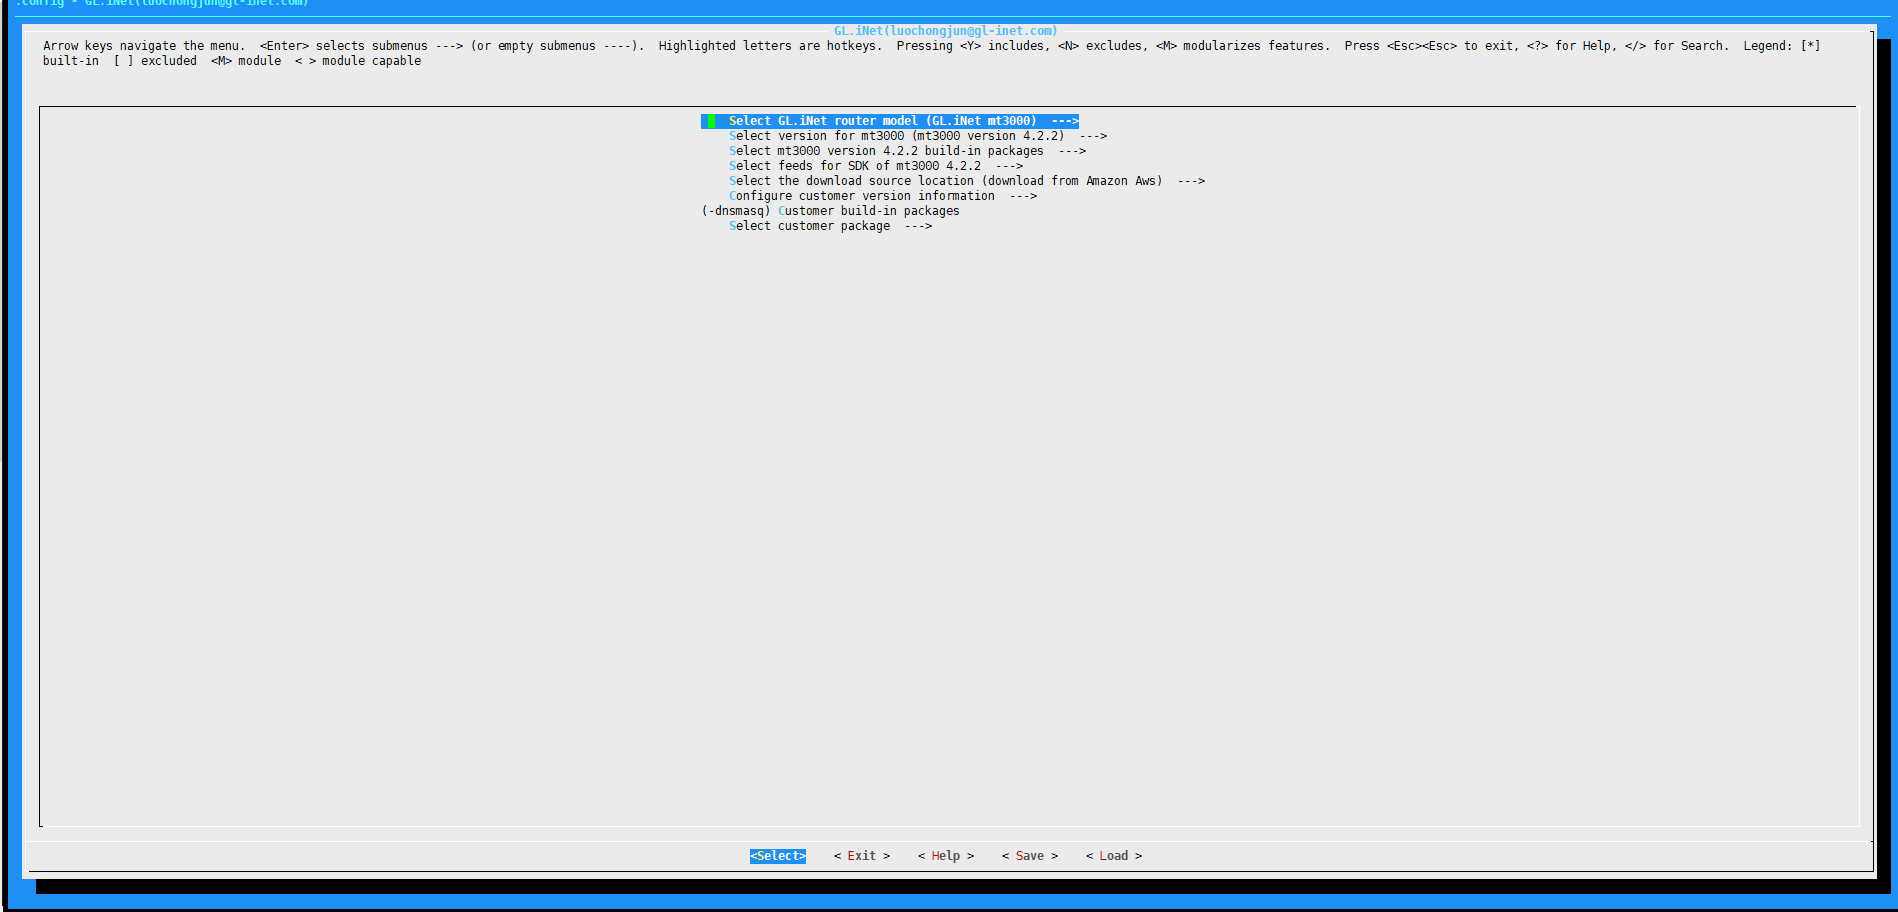 .config - GL.iNet(luochongjun@gl-inet.com)
GL.iNet(luochongjun@gl-inet.com)
Arrow keys navigate the menu.  <Enter> selects submenus ---> (or empty submenus ----).  Highlighted letters are hotkeys.  Pressing <Y> includes, <N> excludes, <M> modularizes features.  Press <Esc><Esc> to exit, <?> for Help, </> for Search.  Legend: [*]
built-in  [ ] excluded  <M> module  < > module capable
Select GL.iNet router model (GL.iNet mt3000)  --->
Select version for mt3000 (mt3000 version 4.2.2)  --->
Select mt3000 version 4.2.2 build-in packages  --->
Select feeds for SDK of mt3000 4.2.2  --->
Select the download source location (download from Amazon Aws)  --->
Configure customer version information  --->
(-dnsmasq) Customer build-in packages
Select customer package  --->
<Select>    < Exit >    < Help >    < Save >    < Load >